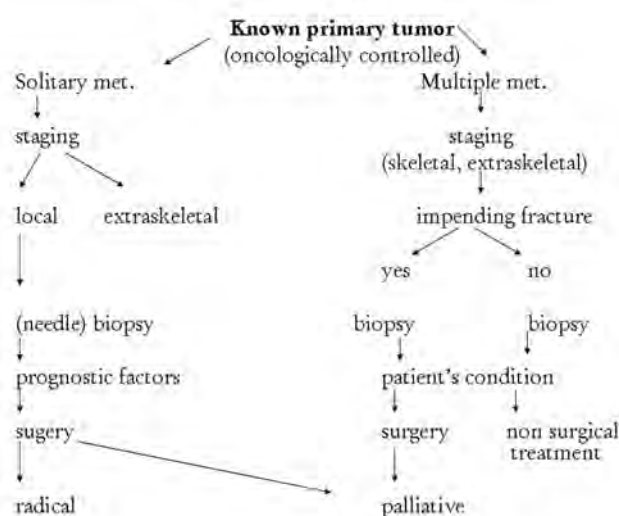 Known primary tumor
(oncologically controlled)
Solitary met. Multiple met.
staging staging
(skeletal, extraskeletal)
local extraskeletal impending fracture
yes no
(needle) biopsy biopsy biopsy
prognostic factors patient's condition
sugery surgery non surgical
treatment
radical palliative